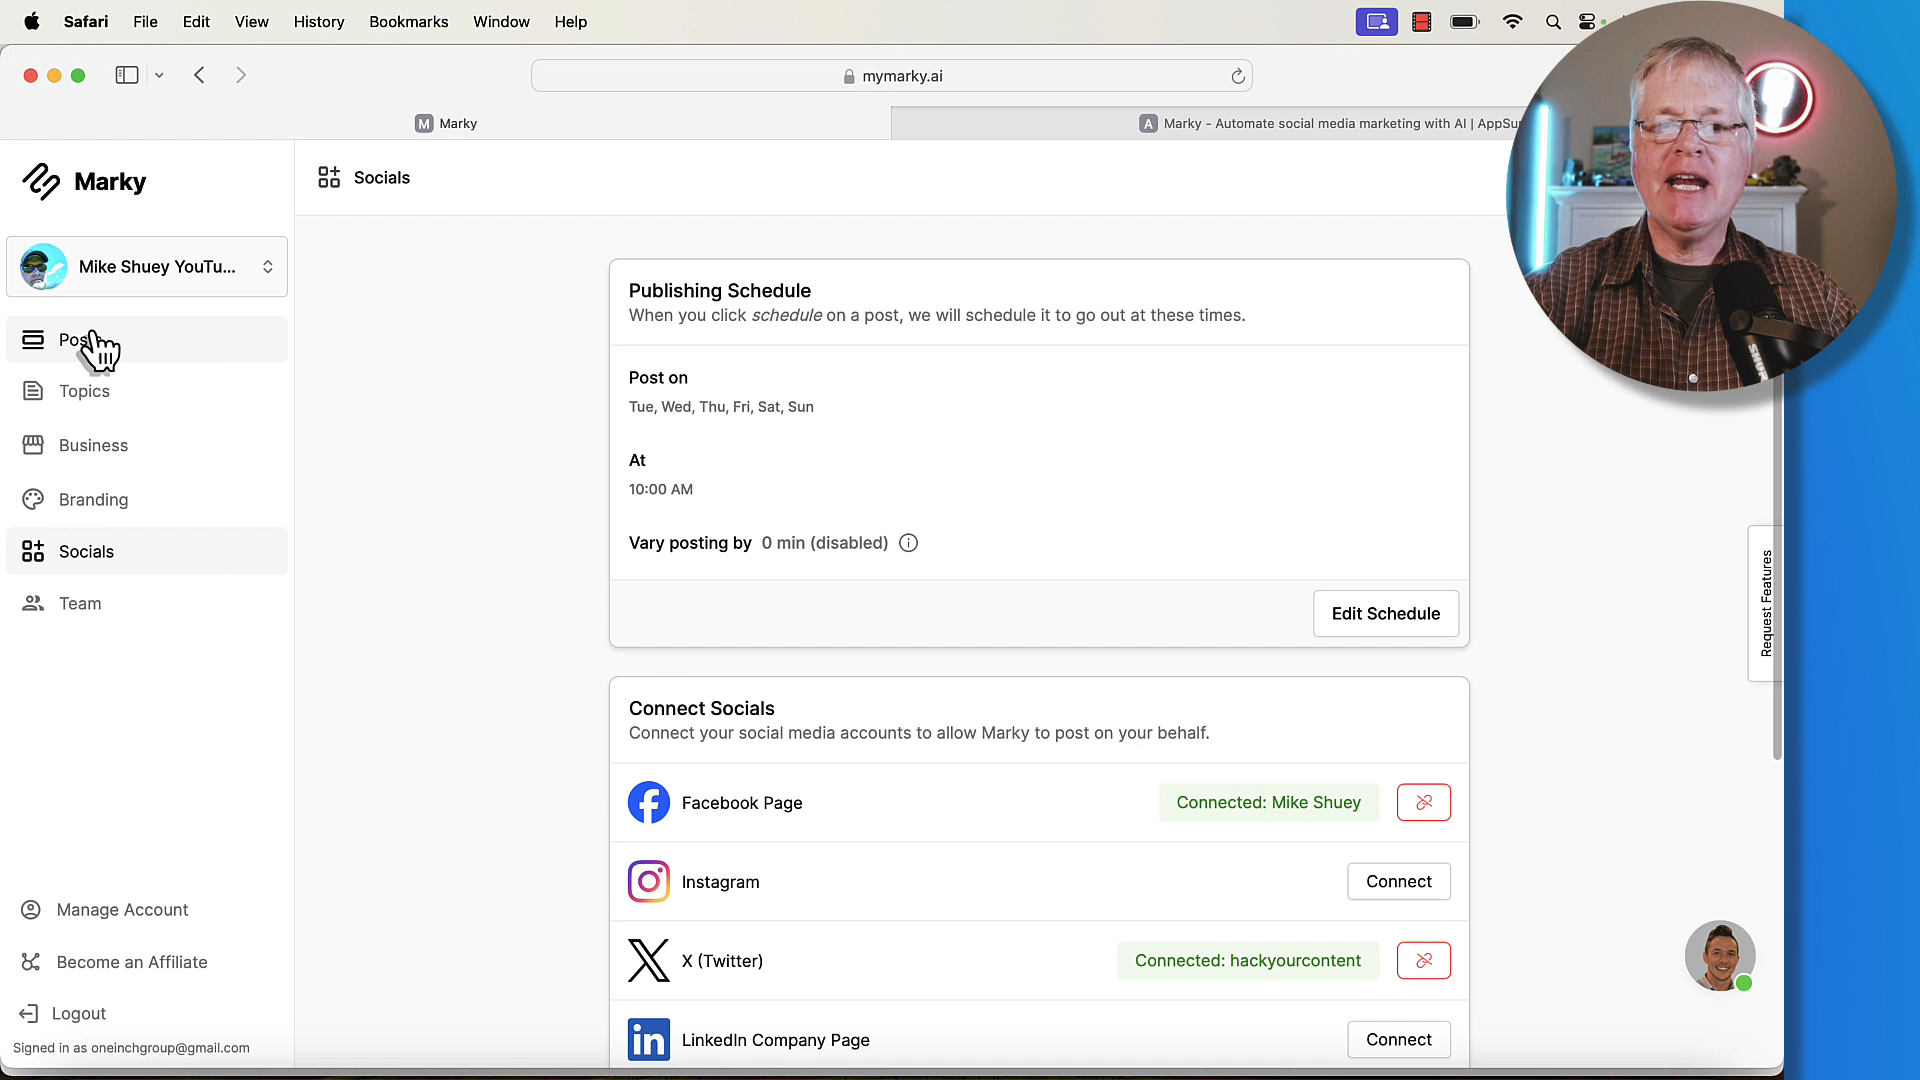 Safari File Edit View History Bookmarks Window Help
mymarky.ai
M Marky
A Marky - Automate social media marketing with AI | AppSu
Marky
Socials
Mike Shuey YouTu...
Topics
Business
Branding
Socials
Team
Manage Account
Become an Affiliate
Logout
Signed in as oneinchgroup@gmail.com
Publishing Schedule
When you click schedule on a post, we will schedule it to go out at these times.
Post on
Tue, Wed, Thu, Fri, Sat, Sun
At
10:00 AM
Vary posting by 0 min (disabled)
Edit Schedule
Connect Socials
Connect your social media accounts to allow Marky to post on your behalf.
Facebook Page Connected: Mike Shuey
Instagram Connect
X (Twitter) Connected: hackyourcontent
in LinkedIn Company Page Connect
Request Features
SHURE